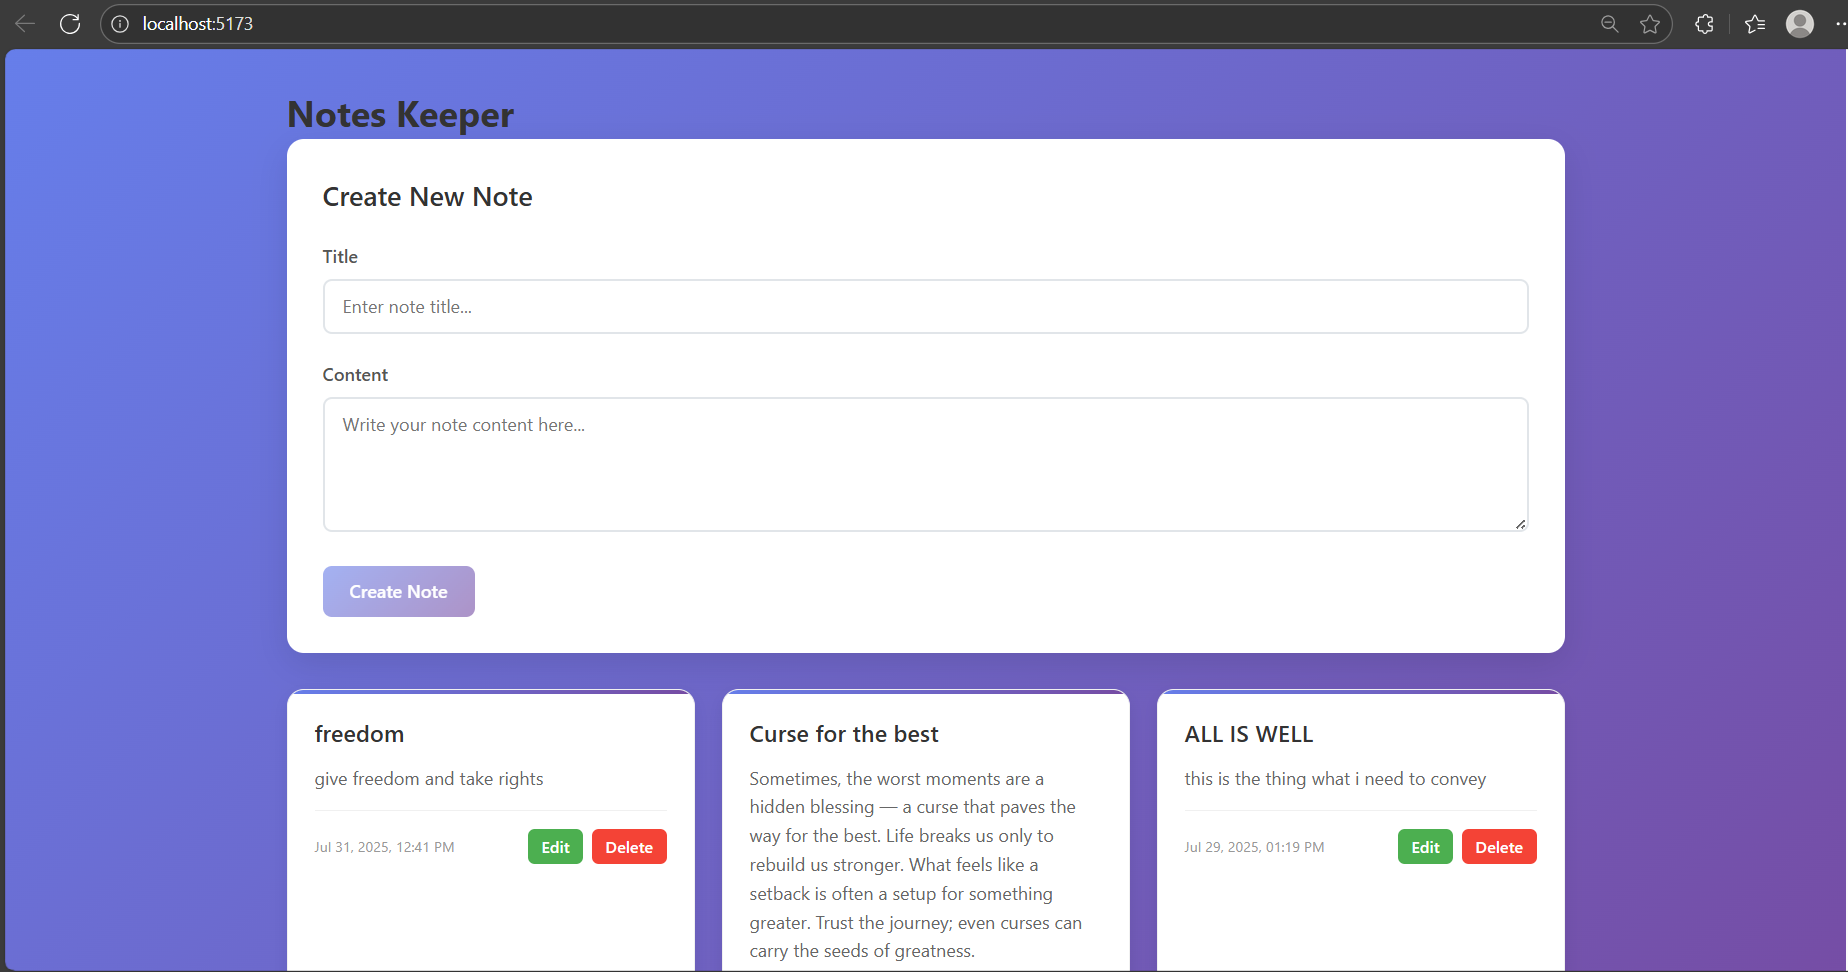 localhost:5173
Notes Keeper
Create New Note
Title
Enter note title...
Content
Write your note content here...
Create Note
freedom
give freedom and take rights
Jul 31, 2025, 12:41 PM
Edit
Delete
Curse for the best
Sometimes, the worst moments are a
hidden blessing — a curse that paves the
way for the best. Life breaks us only to
rebuild us stronger. What feels like a
setback is often a setup for something
greater. Trust the journey; even curses can
carry the seeds of greatness.
ALL IS WELL
this is the thing what i need to convey
Jul 29, 2025, 01:19 PM
Edit
Delete